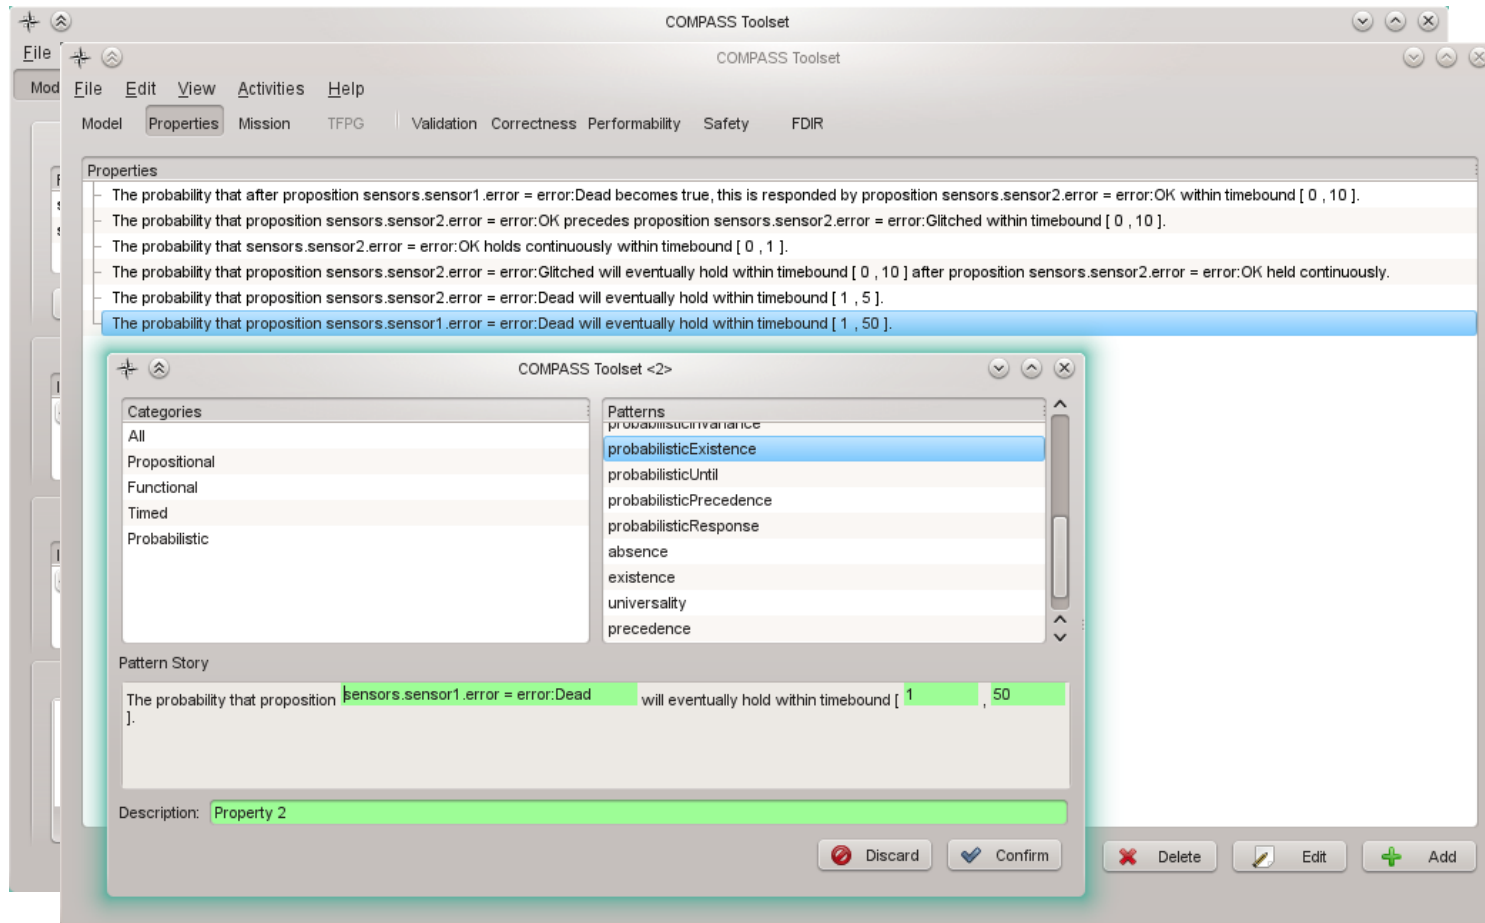 COMPASS Toolset
File
COMPASS Toolset
Mod
File Edit View Activities Help
Model Properties Mission TFPG Validation Correctness Performability Safety FDIR
Properties
The probability that after proposition sensors.sensor1.error = error:Dead becomes true, this is responded by proposition sensors.sensor2.error = error:OK within timebound [ 0 , 10 ].
The probability that proposition sensors.sensor2.error = error:OK precedes proposition sensors.sensor2.error = error:Glitched within timebound [ 0 , 10 ].
The probability that sensors.sensor2.error = error:OK holds continuously within timebound [ 0 , 1 ].
The probability that proposition sensors.sensor2.error = error:Glitched will eventually hold within timebound [ 0 , 10 ] after proposition sensors.sensor2.error = error:OK held continuously.
The probability that proposition sensors.sensor2.error = error:Dead will eventually hold within timebound [ 1 , 5 ].
The probability that proposition sensors.sensor1.error = error:Dead will eventually hold within timebound [ 1 , 50 ].
COMPASS Toolset <2>
Categories
All
Propositional
Functional
Timed
Probabilistic
Patterns
probabilisticInvariance
probabilisticExistence
probabilisticUntil
probabilisticPrecedence
probabilisticResponse
absence
existence
universality
precedence
Pattern Story
The probability that proposition sensors.sensor1.error = error:Dead will eventually hold within timebound [ 1 , 50
].
Description: Property 2
Discard Confirm
Delete Edit Add